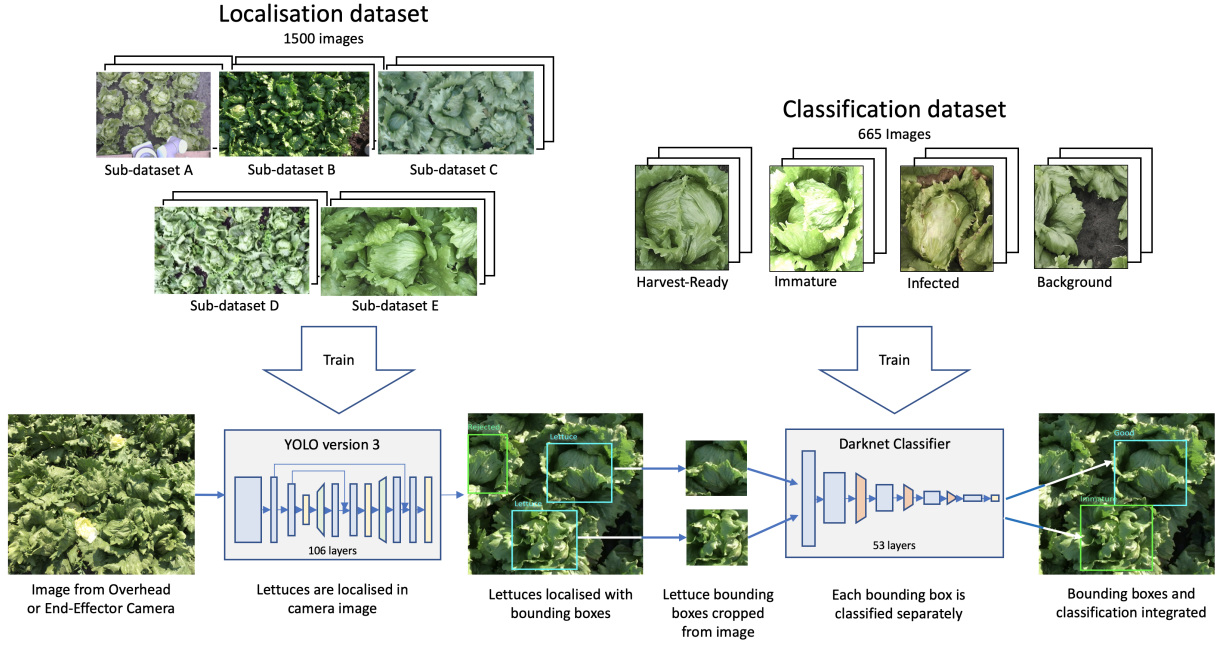 Localisation dataset
1500 images
Sub-dataset A
Sub-dataset B
Sub-dataset C
Sub-dataset D
Sub-dataset E
Classification dataset
665 Images
Harvest-Ready
Immature
Infected
Background
Train
Train
YOLO version 3
106 layers
Rejected
Lettuce
Lettuce
Darknet Classifier
53 layers
Good
Immature
Image from Overhead
or End-Effector Camera
Lettuces are localised in
camera image
Lettuces localised with
bounding boxes
Lettuce bounding
boxes cropped
from image
Each bounding box is
classified separately
Bounding boxes and
classification integrated